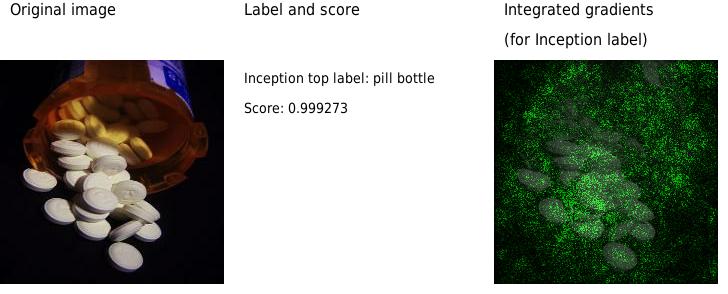 Original image
Label and score
Integrated gradients
(for Inception label)
Inception top label: pill bottle
Score: 0.999273